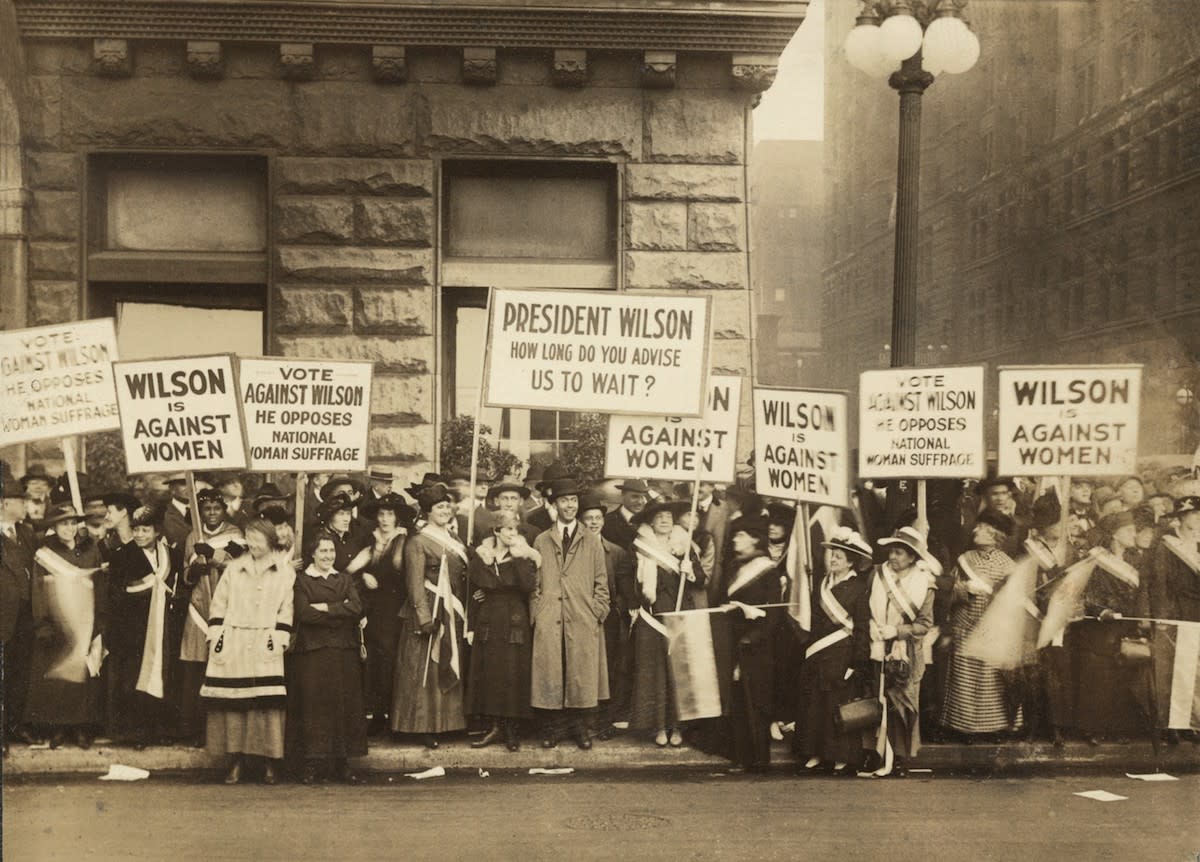 VOTE
AGAINST WILSON
HE OPPOSES
NATIONAL
WOMAN SUFFRAGE
WILSON
IS
AGAINST
WOMEN
VOTE
AGAINST WILSON
HE OPPOSES
NATIONAL
WOMAN SUFFRAGE
PRESIDENT WILSON
HOW LONG DO YOU ADVISE
US TO WAIT?
N
IS
AGAINST
WOMEN
WILSON
IS
AGAINST
WOMEN
VOTE
AGAINST WILSON
HE OPPOSES
NATIONAL
WOMAN SUFFRAGE
WILSON
IS
AGAINST
WOMEN